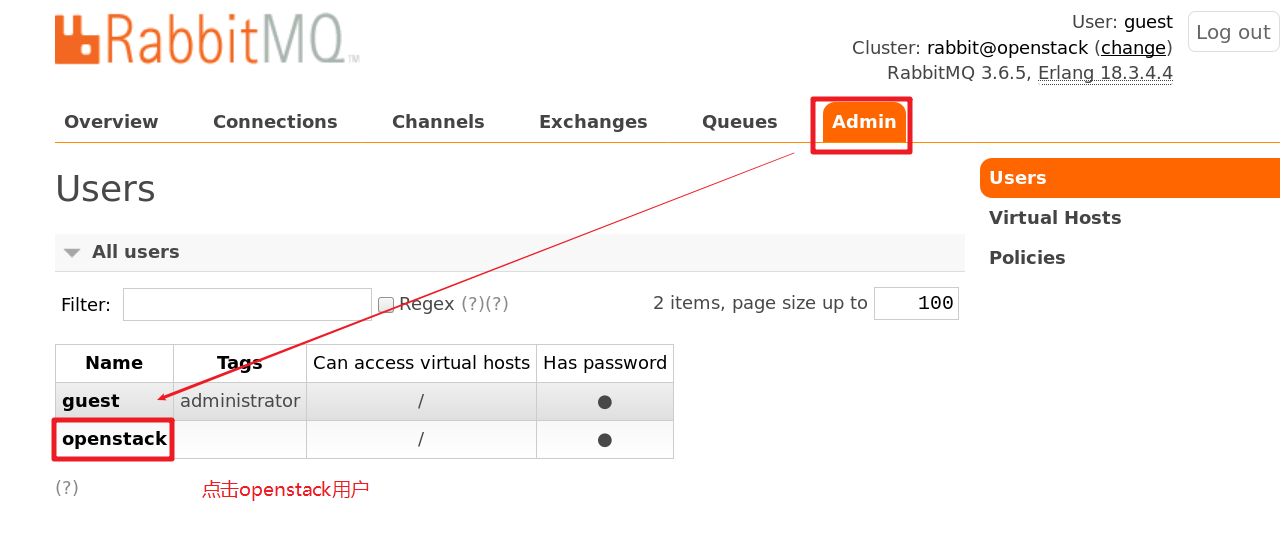 RabbitMQ™
User: guest
Log out
Cluster: rabbit@openstack (change)
RabbitMQ 3.6.5, Erlang 18.3.4.4
Overview Connections Channels Exchanges Queues Admin
Users
Virtual Hosts
Policies
Users
All users
Filter: Regex (?)(?) 2 items, page size up to 100
Name Tags Can access virtual hosts Has password
guest administrator / ●
openstack / ●
(?) 点击openstack用户